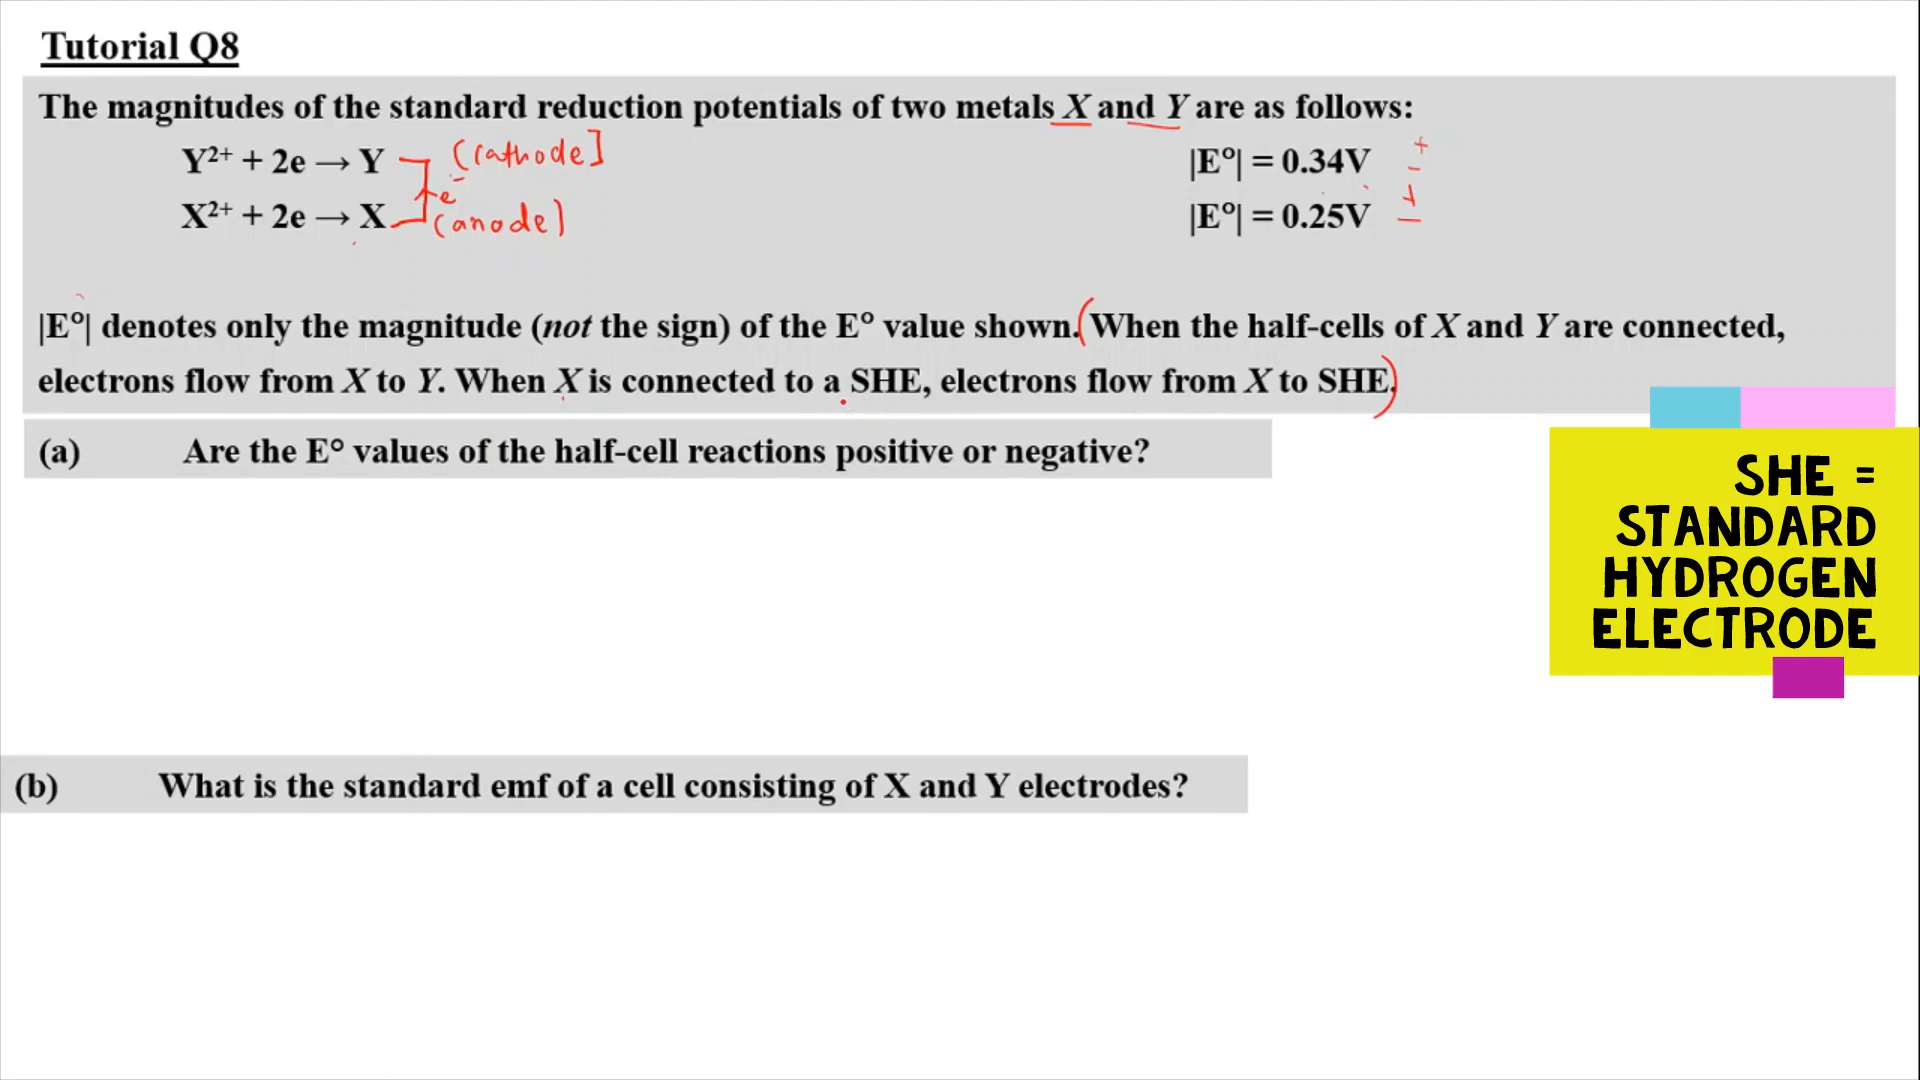 Tutorial Q8
The magnitudes of the standard reduction potentials of two metals X and Y are as follows:
Y²⁺ + 2e → Y (cathode] |E°| = 0.34V + -
e⁻
X²⁺ + 2e → X (anode) |E°| = 0.25V + -
|E°| denotes only the magnitude (not the sign) of the E° value shown. (When the half-cells of X and Y are connected,
electrons flow from X to Y. When X is connected to a SHE, electrons flow from X to SHE.)
(a) Are the E° values of the half-cell reactions positive or negative?
SHE =
STANDARD
HYDROGEN
ELECTRODE
(b) What is the standard emf of a cell consisting of X and Y electrodes?